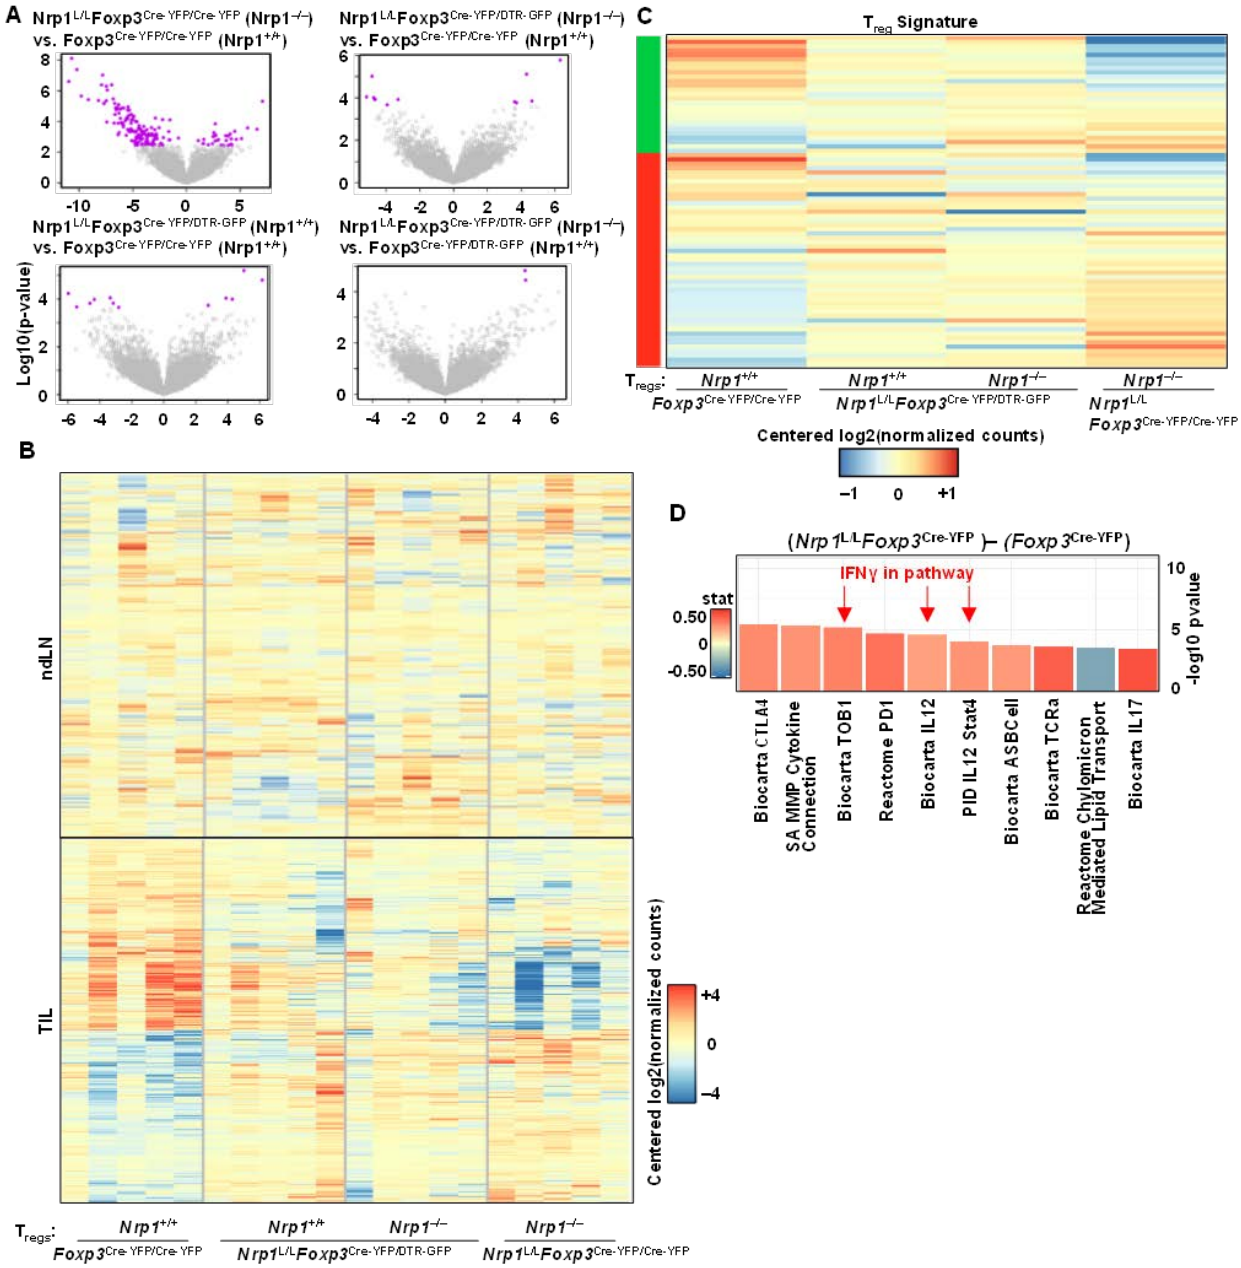 A
Nrp1L/LFoxp3Cre-YFP/Cre-YFP (Nrp1–/–)
vs. Foxp3Cre-YFP/Cre-YFP (Nrp1+/+)
8
6
4
2
0
-10
-5
0
5
Nrp1L/LFoxp3Cre-YFP/DTR-GFP (Nrp1–/–)
vs. Foxp3Cre-YFP/Cre-YFP (Nrp1+/+)
6
4
2
0
-4
-2
0
2
4
6
Nrp1L/LFoxp3Cre-YFP/DTR-GFP (Nrp1+/+)
vs. Foxp3Cre-YFP/Cre-YFP (Nrp1+/+)
Log10(p-value)
4
2
0
-6
-4
-2
0
2
4
6
Nrp1L/LFoxp3Cre-YFP/DTR-GFP (Nrp1–/–)
vs. Foxp3Cre-YFP/DTR-GFP (Nrp1+/+)
4
2
0
-4
-2
0
2
4
6
B
ndLN
TIL
Tregs:
Nrp1+/+
Nrp1+/+
Nrp1–/–
Nrp1–/–
Foxp3Cre-YFP/Cre-YFP
Nrp1L/LFoxp3Cre-YFP/DTR-GFP
Nrp1L/LFoxp3Cre-YFP/Cre-YFP
Centered log2(normalized counts)
+4
0
–4
C
Treg Signature
Tregs:
Nrp1+/+
Nrp1+/+
Nrp1–/–
Nrp1–/–
Foxp3Cre-YFP/Cre-YFP
Nrp1L/LFoxp3Cre-YFP/DTR-GFP
Nrp1L/L
Foxp3Cre-YFP/Cre-YFP
Centered log2(normalized counts)
–1
0
+1
D
(Nrp1L/LFoxp3Cre-YFP )– (Foxp3Cre-YFP)
IFNγ in pathway
stat
0.50
0
-0.50
10
5
0
-log10 pvalue
Biocarta CTLA4
SA MMP Cytokine
Connection
Biocarta TOB1
Reactome PD1
Biocarta IL12
PID IL12 Stat4
Biocarta ASBCell
Biocarta TCRa
Reactome Chylomicron
Mediated Lipid Transport
Biocarta IL17